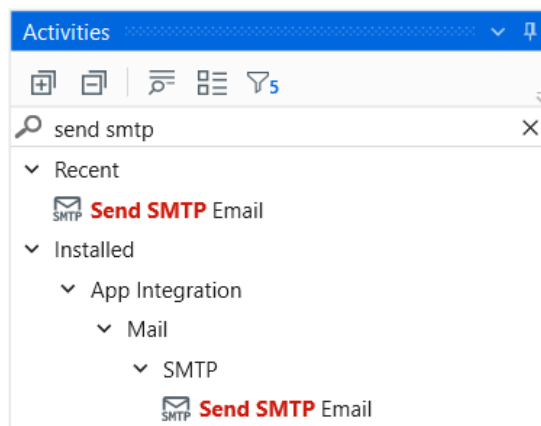 Activities
5
send smtp
Recent
SMTP Send SMTP Email
Installed
App Integration
Mail
SMTP
SMTP Send SMTP Email